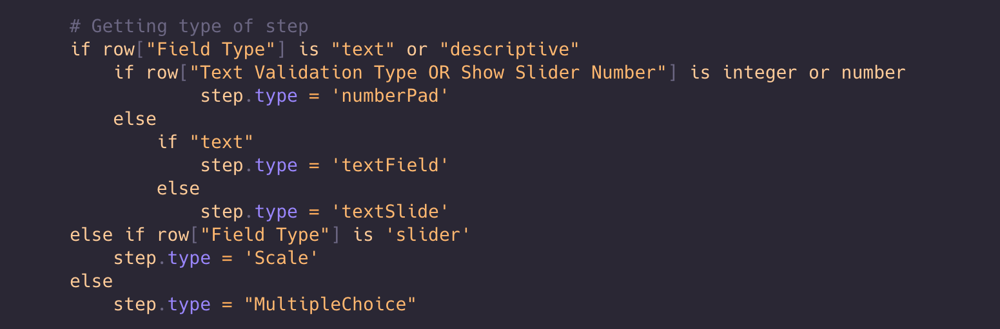 # Getting type of step
if row["Field Type"] is "text" or "descriptive"
    if row["Text Validation Type OR Show Slider Number"] is integer or number
            step.type = 'numberPad'
    else
        if "text"
            step.type = 'textField'
        else
            step.type = 'textSlide'
else if row["Field Type"] is 'slider'
    step.type = 'Scale'
else
    step.type = "MultipleChoice"